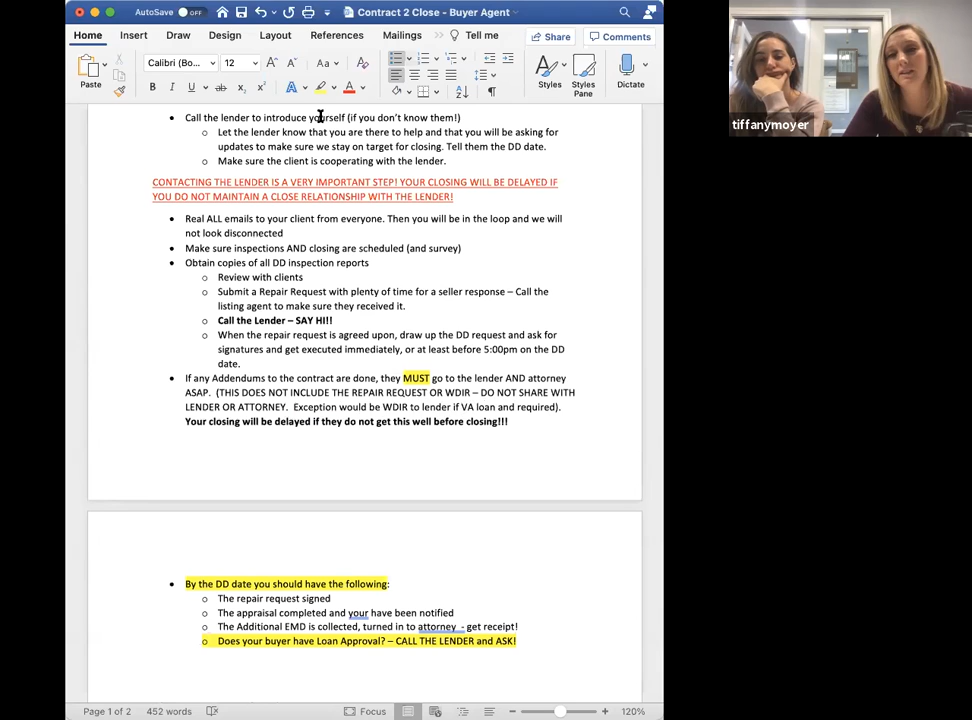 AutoSave OFF Contract 2 Close - Buyer Agent
Home Insert Draw Design Layout References Mailings Tell me Share Comments
Paste Calibri (Bo... 12 Aa Styles Styles Pane Dictate
B I U ab x₂ x² A A
• Call the lender to introduce yourself (if you don't know them!)
o Let the lender know that you are there to help and that you will be asking for
updates to make sure we stay on target for closing. Tell them the DD date.
o Make sure the client is cooperating with the lender.
CONTACTING THE LENDER IS A VERY IMPORTANT STEP! YOUR CLOSING WILL BE DELAYED IF
YOU DO NOT MAINTAIN A CLOSE RELATIONSHIP WITH THE LENDER!
• Real ALL emails to your client from everyone. Then you will be in the loop and we will
not look disconnected
• Make sure inspections AND closing are scheduled (and survey)
• Obtain copies of all DD inspection reports
o Review with clients
o Submit a Repair Request with plenty of time for a seller response – Call the
listing agent to make sure they received it.
o Call the Lender – SAY HI!!
o When the repair request is agreed upon, draw up the DD request and ask for
signatures and get executed immediately, or at least before 5:00pm on the DD
date.
• If any Addendums to the contract are done, they MUST go to the lender AND attorney
ASAP. (THIS DOES NOT INCLUDE THE REPAIR REQUEST OR WDIR – DO NOT SHARE WITH
LENDER OR ATTORNEY. Exception would be WDIR to lender if VA loan and required).
Your closing will be delayed if they do not get this well before closing!!!
• By the DD date you should have the following:
o The repair request signed
o The appraisal completed and your have been notified
o The Additional EMD is collected, turned in to attorney - get receipt!
o Does your buyer have Loan Approval? – CALL THE LENDER and ASK!
Page 1 of 2 452 words Focus 120%
tiffanymoyer